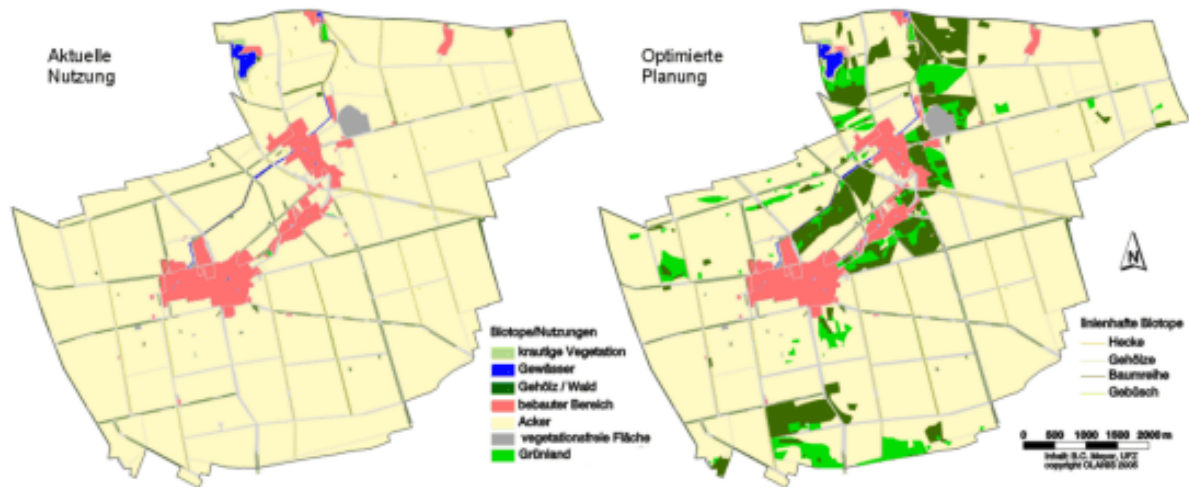 Aktuelle
Nutzung
Optimierte
Planung
N
Biotope/Nutzungen
krautige Vegetation
Gewässer
Gehölz / Wald
bebauter Bereich
Acker
vegetationsfreie Fläche
Grünland
linienhafte Biotope
Hecke
Gehölze
Baumreihe
Gebüsch
0 500 1000 1500 2000 m
Inhalt: B.C. Meyer, UFZ
copyright OLANIS 2005